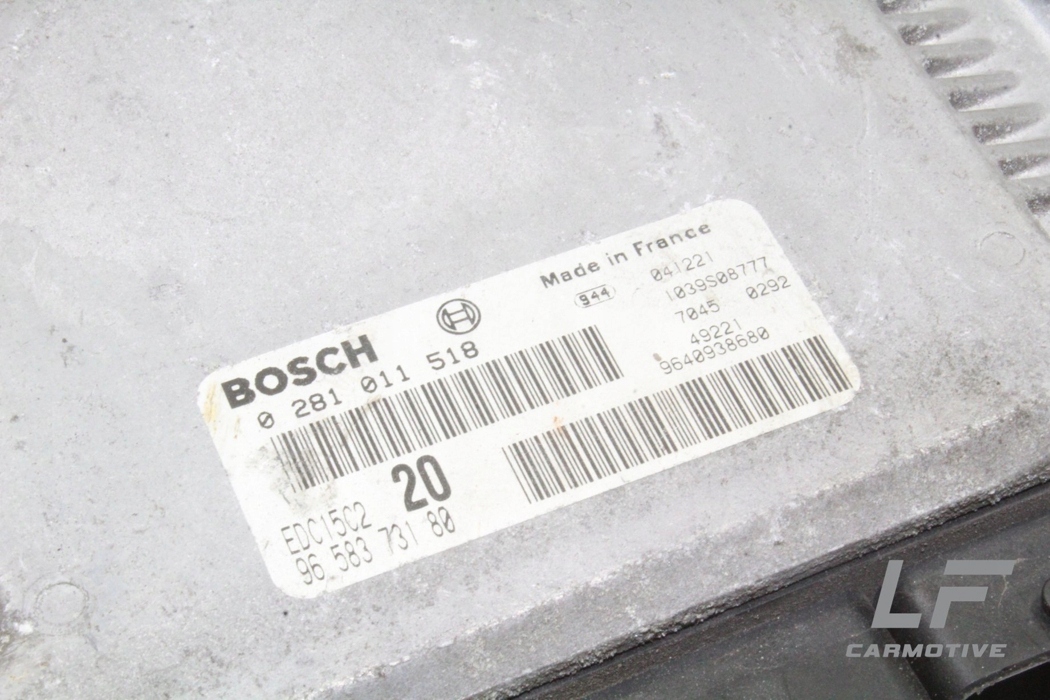 Made in France
944
041221
1039S08777
7045 0292
49221
9640938680
BOSCH
0 281 011 518
20
EDC15C2
96 583 731 80
LF
CARMOTIVE